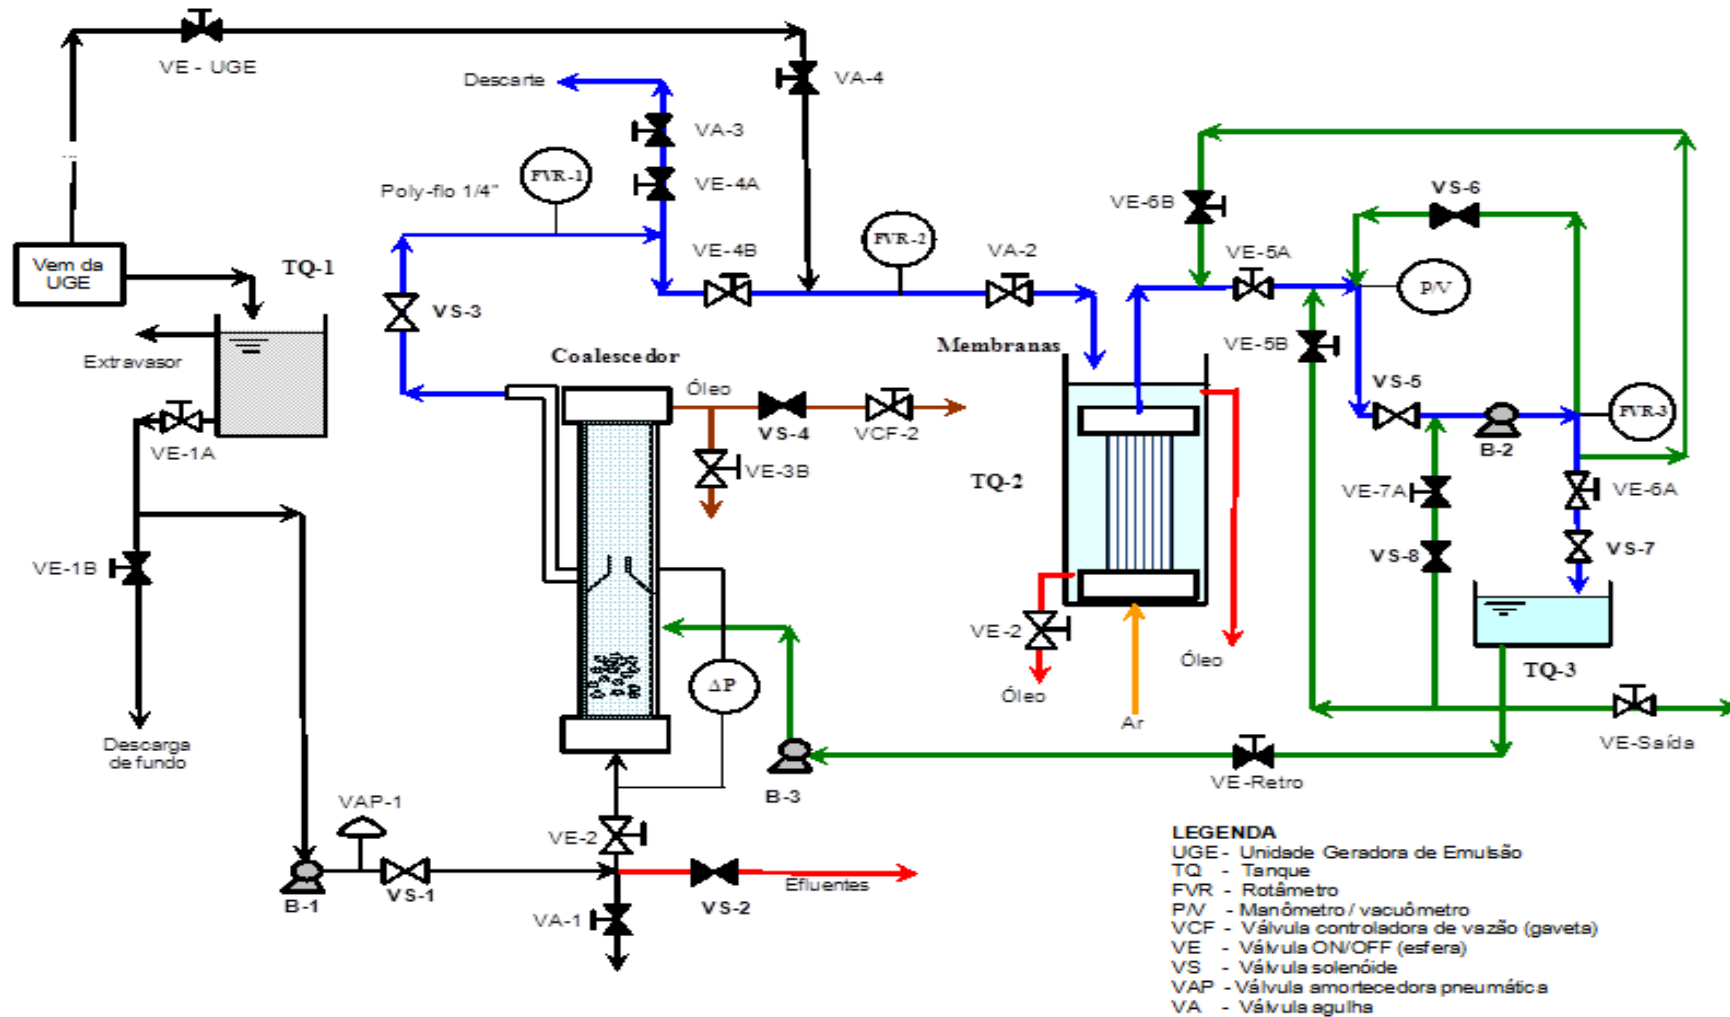 VE - UGE
Descarte
VA-4
VA-3
FVR-1
VE-4A
Poly-flo 1/4"
VS-6
VE-6B
VE-4B
FVR-2
VA-2
VE-5A
Vem da
UGE
TQ-1
P/V
VS-3
Extravasor
Coalescedor
Membranas
VE-5B
Óleo
VS-5
FVR-3
VE-1A
VS-4
VCF-2
B-2
VE-3B
TQ-2
VE-7A
VE-6A
VS-8
VS-7
VE-1B
VE-2
Óleo
TQ-3
ΔP
Óleo
Ar
Descarga
de fundo
VE-Saída
VE-Retro
B-3
VAP-1
VE-2
LEGENDA
UGE - Unidade Geradora de Emulsão
TQ - Tanque
FVR - Rotâmetro
P/V - Manômetro / vacuômetro
VCF - Válvula controladora de vazão (gaveta)
VE - Válvula ON/OFF (esfera)
VS - Válvula solenóide
VAP - Válvula amortecedora pneumática
VA - Válvula agulha
B-1
VS-1
VS-2
Efluentes
VA-1